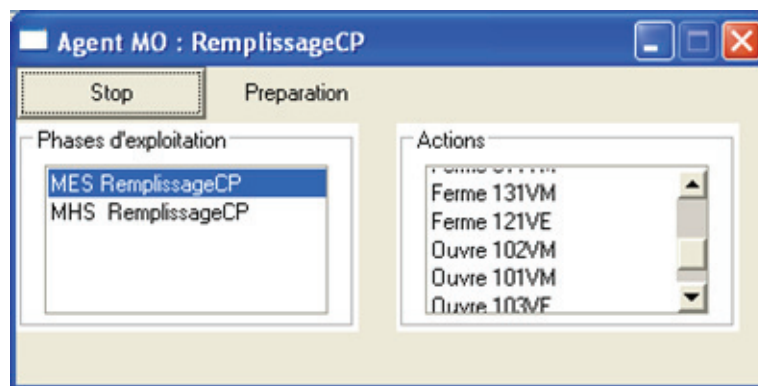 Agent MO : RemplissageCP
Stop Preparation
Phases d'exploitation
MES RemplissageCP
MHS RemplissageCP
Actions
Ferme 131VM
Ferme 121VE
Ouvre 102VM
Ouvre 101VM
Ouvre 103VE